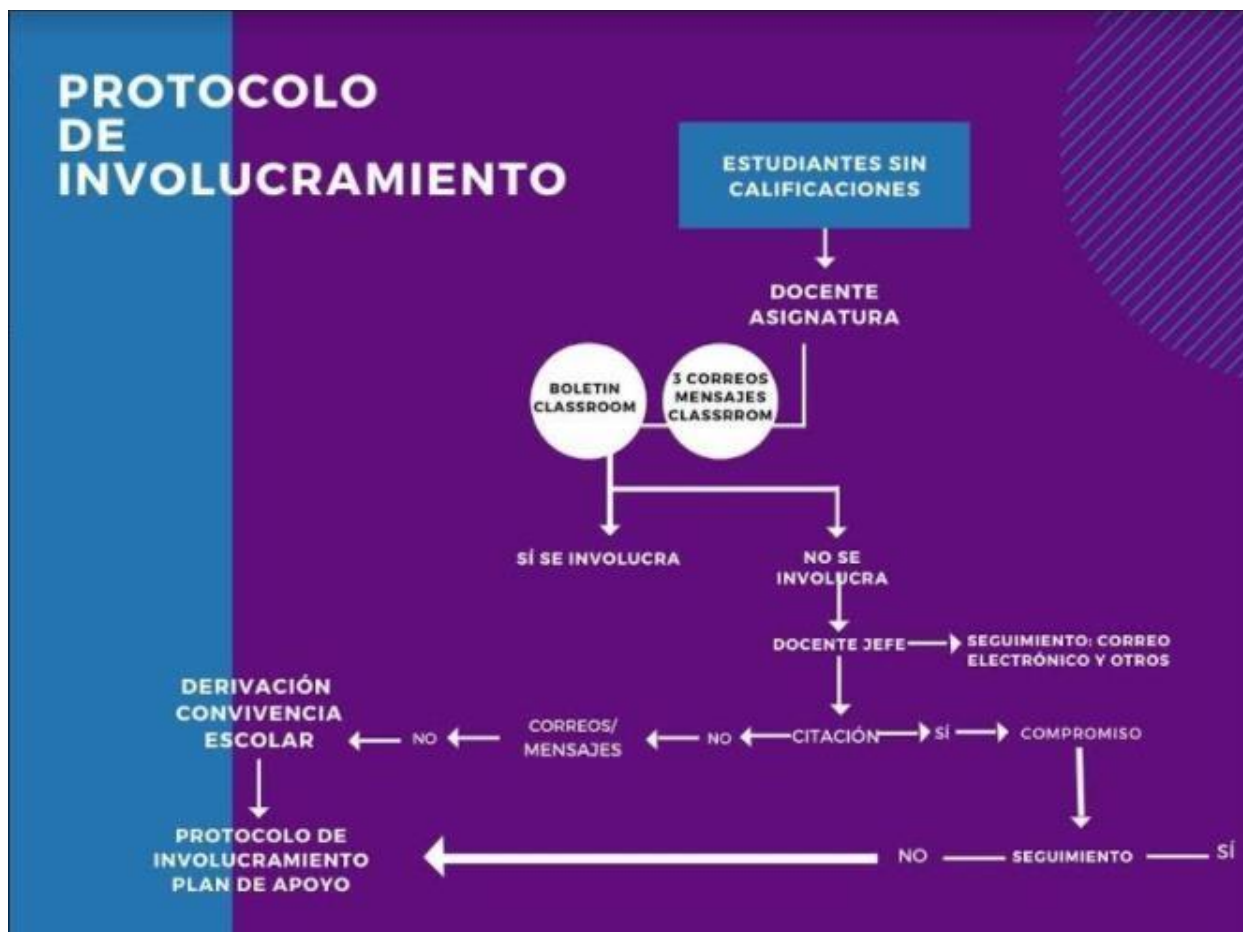 PROTOCOLO
DE
INVOLUCRAMIENTO
ESTUDIANTES SIN
CALIFICACIONES
DOCENTE
ASIGNATURA
BOLETIN
CLASSROOM
3 CORREOS
MENSAJES
CLASSRROM
SÍ SE INVOLUCRA
NO SE
INVOLUCRA
DOCENTE JEFE
SEGUIMIENTO: CORREO
ELECTRÓNICO Y OTROS
DERIVACIÓN
CONVIVENCIA
ESCOLAR
NO
CORREOS/
MENSAJES
NO
CITACIÓN
SÍ
COMPROMISO
PROTOCOLO DE
INVOLUCRAMIENTO
PLAN DE APOYO
NO
SEGUIMIENTO
SÍ